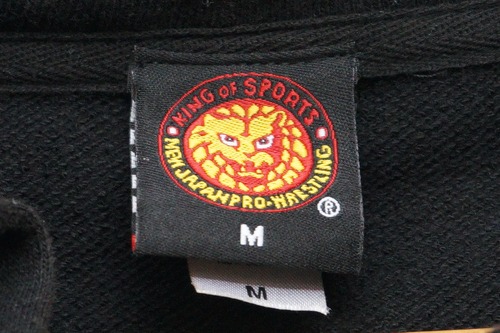 KING OF SPORTS
NEW JAPAN PRO-WRESTLING
®
M
M